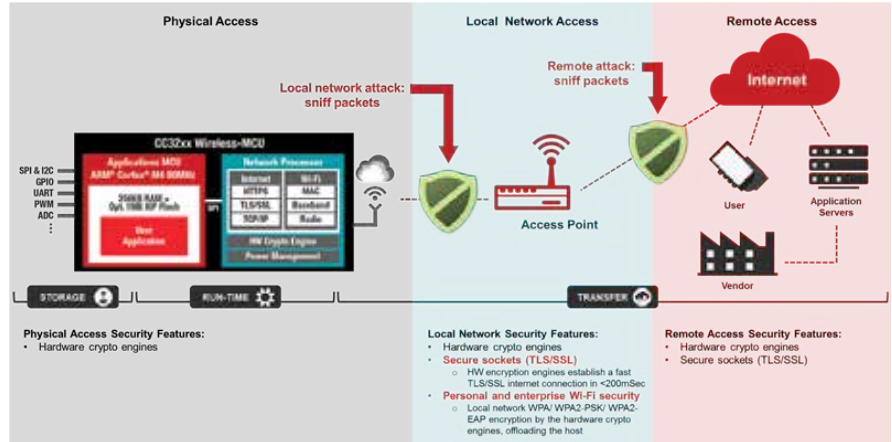 Physical Access
Local Network Access
Remote Access
Local network attack:
sniff packets
Remote attack:
sniff packets
Internet
CC32xx Wireless-MCU
Applications MCU
ARM® Cortex® M4 80MHz
256KB RAM +
Opt. 1MB XIP Flash
User
Application
SPI
Network Processor
Internet
Wi-Fi
HTTPS
MAC
TLS/SSL
Baseband
TCP/IP
Radio
HW Crypto Engine
Power Management
SPI & I2C
GPIO
UART
PWM
ADC
Access Point
User
Application
Servers
Vendor
STORAGE
RUN-TIME
TRANSFER
Physical Access Security Features:
• Hardware crypto engines
Local Network Security Features:
• Hardware crypto engines
• Secure sockets (TLS/SSL)
o HW encryption engines establish a fast
TLS/SSL internet connection in <200mSec
• Personal and enterprise Wi-Fi security
o Local network WPA/ WPA2-PSK/ WPA2-
EAP encryption by the hardware crypto
engines, offloading the host
Remote Access Security Features:
• Hardware crypto engines
• Secure sockets (TLS/SSL)